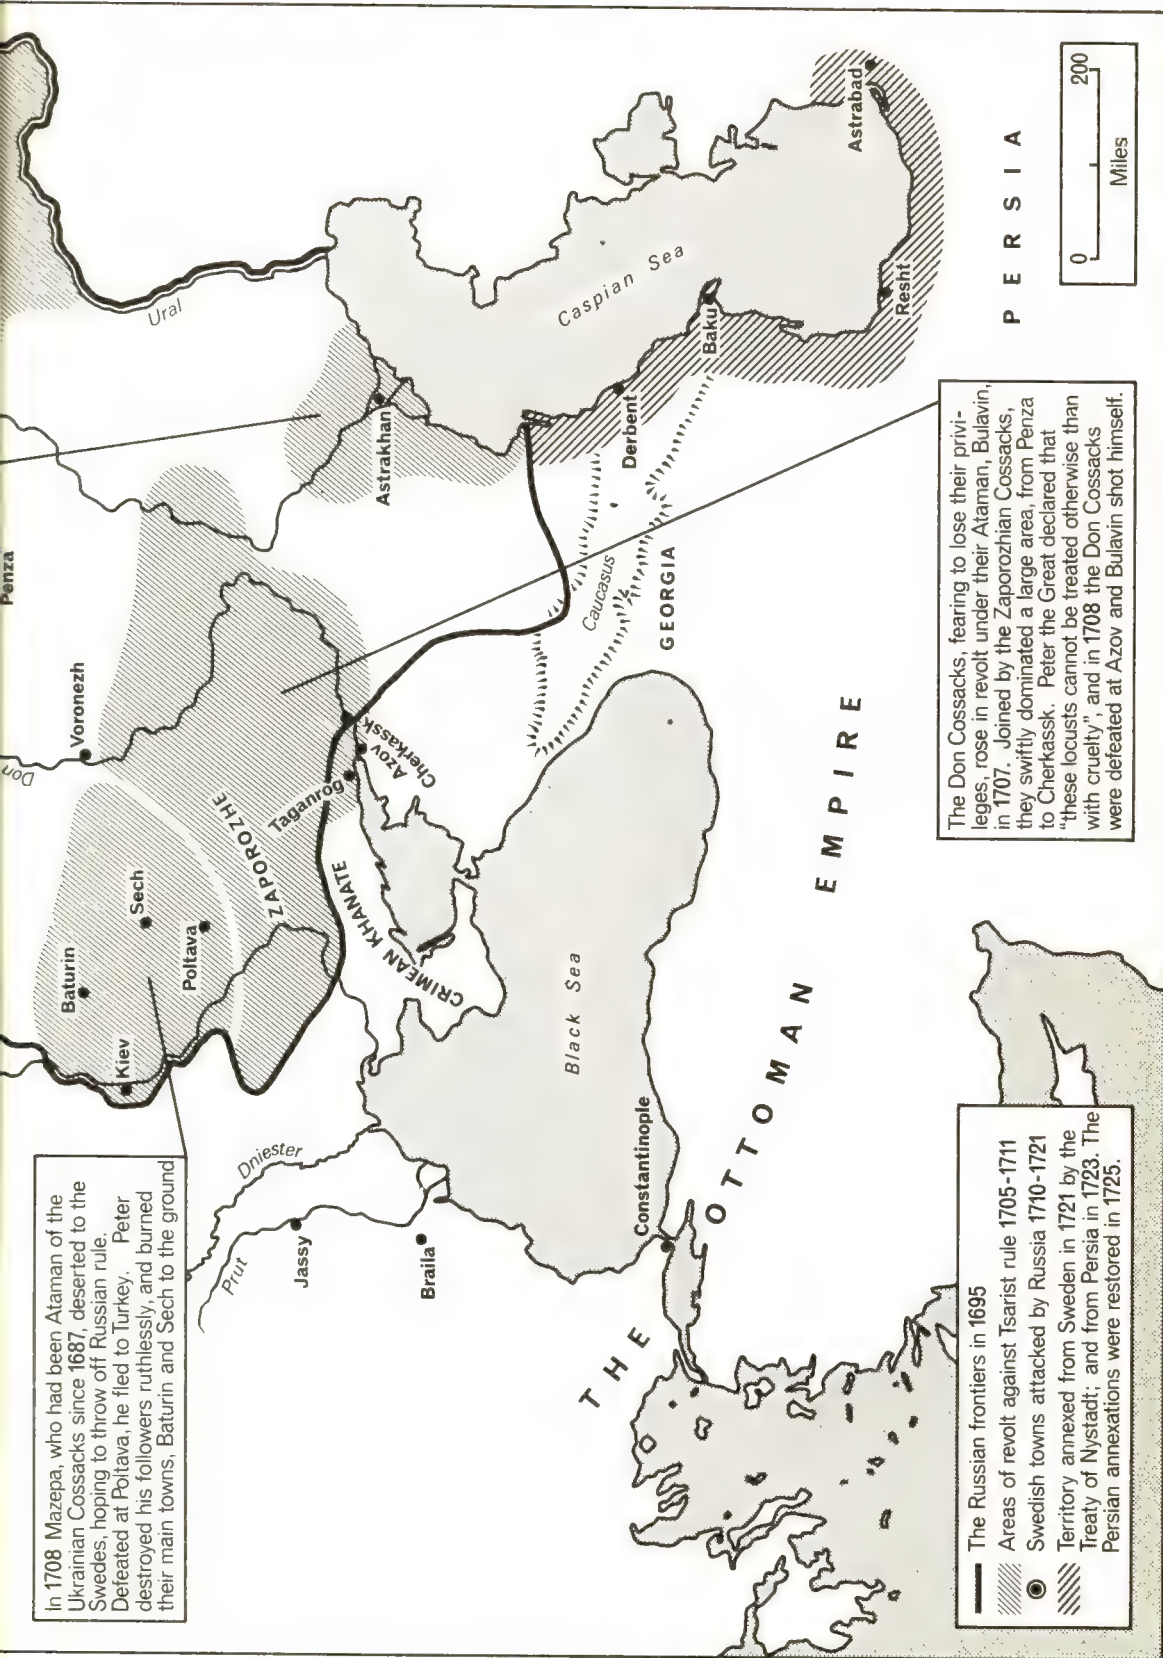 In 1708 Mazepa, who had been Ataman of the
Ukrainian Cossacks since 1687, deserted to the
Swedes, hoping to throw off Russian rule.
Defeated at Poltava, he fled to Turkey. Peter
destroyed his followers ruthlessly, and burned
their main towns, Baturin and Sech to the ground
Penza
Don
Voronezh
Ural
Baturin
Sech
Poltava
Kiev
ZAPOROZHE
Taganrog
Azov
Cherkassk
Astrakhan
CRIMEAN KHANATE
Dniester
Prut
Jassy
Braila
Caspian Sea
Derbent
Baku
Resht
Astrabad
Caucasus
GEORGIA
Black Sea
Constantinople
THE OTTOMAN EMPIRE
PERSIA
0 200
Miles
The Don Cossacks, fearing to lose their privi-
leges, rose in revolt under their Ataman, Bulavin,
in 1707. Joined by the Zaporozhian Cossacks,
they swiftly dominated a large area, from Penza
to Cherkassk. Peter the Great declared that
"these locusts cannot be treated otherwise than
with cruelty", and in 1708 the Don Cossacks
were defeated at Azov and Bulavin shot himself.
The Russian frontiers in 1695
Areas of revolt against Tsarist rule 1705-1711
Swedish towns attacked by Russia 1710-1721
Territory annexed from Sweden in 1721 by the
Treaty of Nystadt; and from Persia in 1723. The
Persian annexations were restored in 1725.